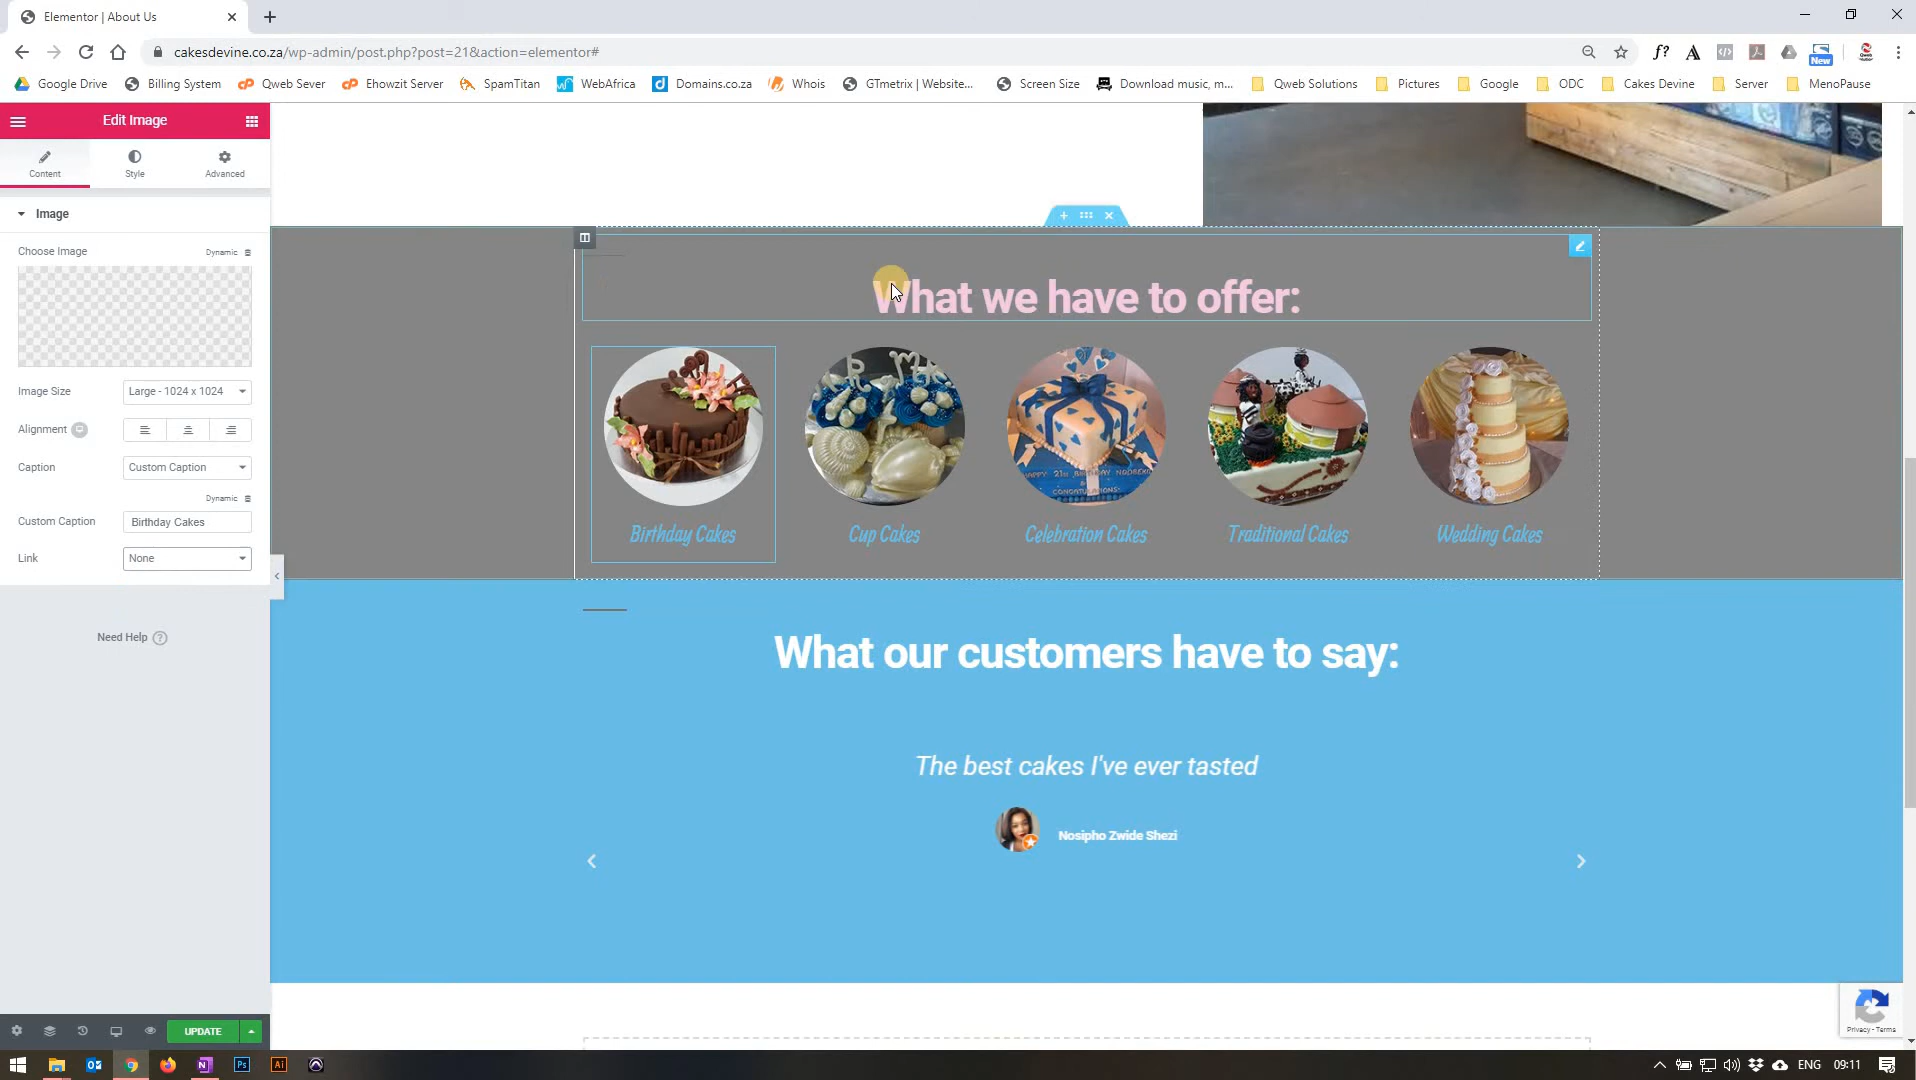 Elementor | About Us
cakesdevine.co.za/wp-admin/post.php?post=21&action=elementor#
f?
New
Google Drive
Billing System
Qweb Sever
Ehowzit Server
SpamTitan
WebAfrica
Domains.co.za
Whois
GTmetrix | Website...
Screen Size
Download music, m...
Qweb Solutions
Pictures
Google
ODC
Cakes Devine
Server
MenoPause
Edit Image
Content
Style
Advanced
Image
Choose Image
Dynamic
Image Size
Large - 1024 x 1024
Alignment
Caption
Custom Caption
Dynamic
Custom Caption
Birthday Cakes
Link
None
Need Help
UPDATE
What we have to offer:
Birthday Cakes
Cup Cakes
Celebration Cakes
Traditional Cakes
Wedding Cakes
What our customers have to say:
The best cakes I've ever tasted
Nosipho Zwide Shezi
Privacy - Terms
Ps
Ai
ENG
09:11